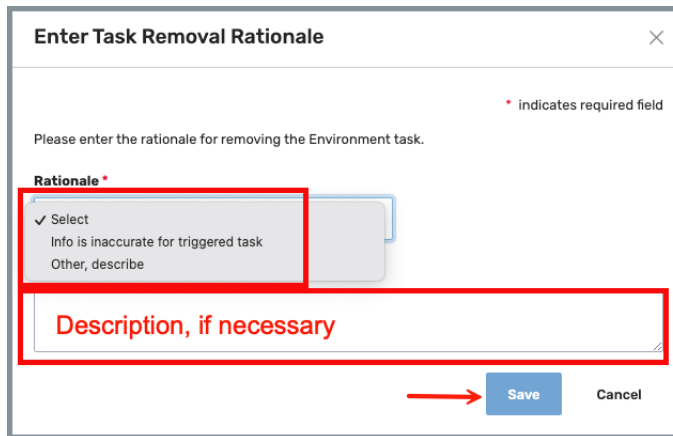 Enter Task Removal Rationale
* indicates required field
Please enter the rationale for removing the Environment task.
Rationale *
Select
Info is inaccurate for triggered task
Other, describe
Description, if necessary
Save Cancel